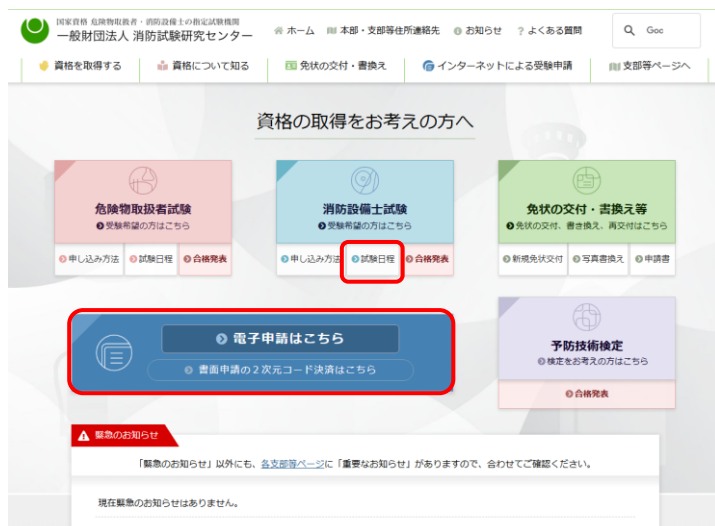 国家資格 危険物取扱者・消防設備士の指定試験機関
一般財団法人 消防試験研究センター
ホーム
本部・支部等住所連絡先
お知らせ
? よくある質問
Goc
資格を取得する
資格について知る
免状の交付・書換え
インターネットによる受験申請
支部等ページへ
資格の取得をお考えの方へ
危険物取扱者試験
受験希望の方はこちら
申し込み方法
試験日程
合格発表
消防設備士試験
受験希望の方はこちら
申し込み方法
試験日程
合格発表
免状の交付・書換え等
免状の交付、書き換え、再交付はこちら
新規免状交付
写真書換え
申請書
電子申請はこちら
書面申請の2次元コード決済はこちら
予防技術検定
検定をお考えの方はこちら
合格発表
緊急のお知らせ
「緊急のお知らせ」以外にも、各支部等ページに「重要なお知らせ」がありますので、合わせてご確認ください。
現在緊急のお知らせはありません。